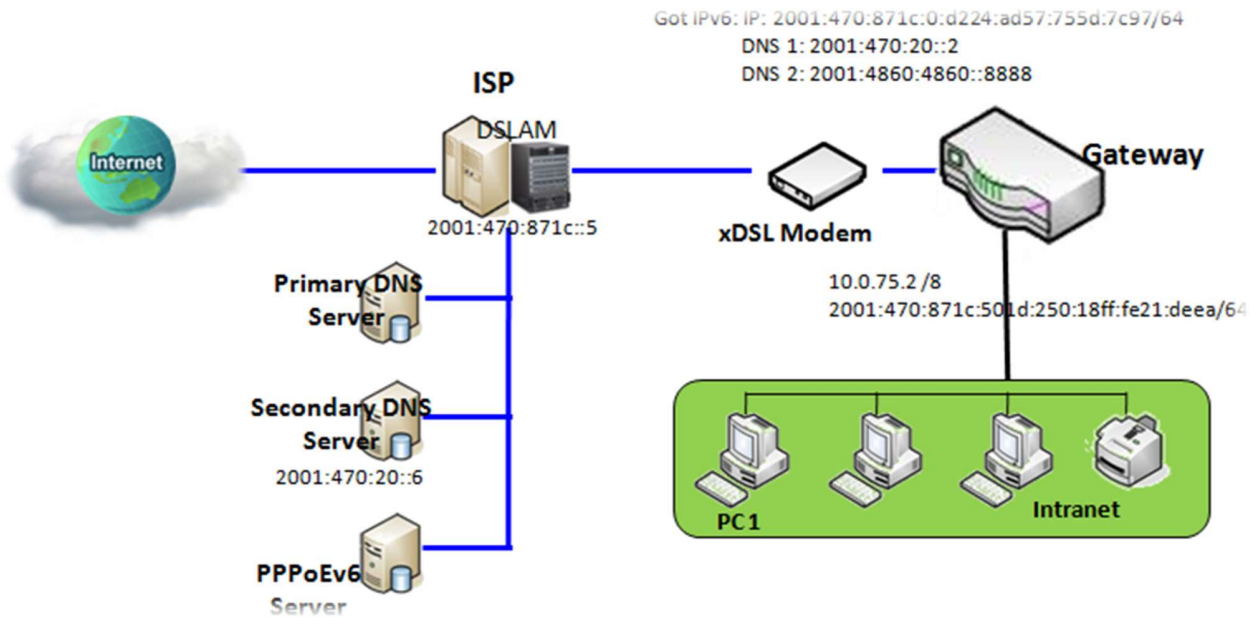 Got IPv6: IP: 2001:470:871c:0:d224:ad57:755d:7c97/64
DNS 1: 2001:470:20::2
DNS 2: 2001:4860:4860::8888
ISP
DSLAM
Internet
Gateway
2001:470:871c::5
xDSL Modem
Primary DNS
Server
10.0.75.2 /8
2001:470:871c:501d:250:18ff:fe21:deea/64
Secondary DNS
Server
2001:470:20::6
PC1
Intranet
PPPoEv6
Server